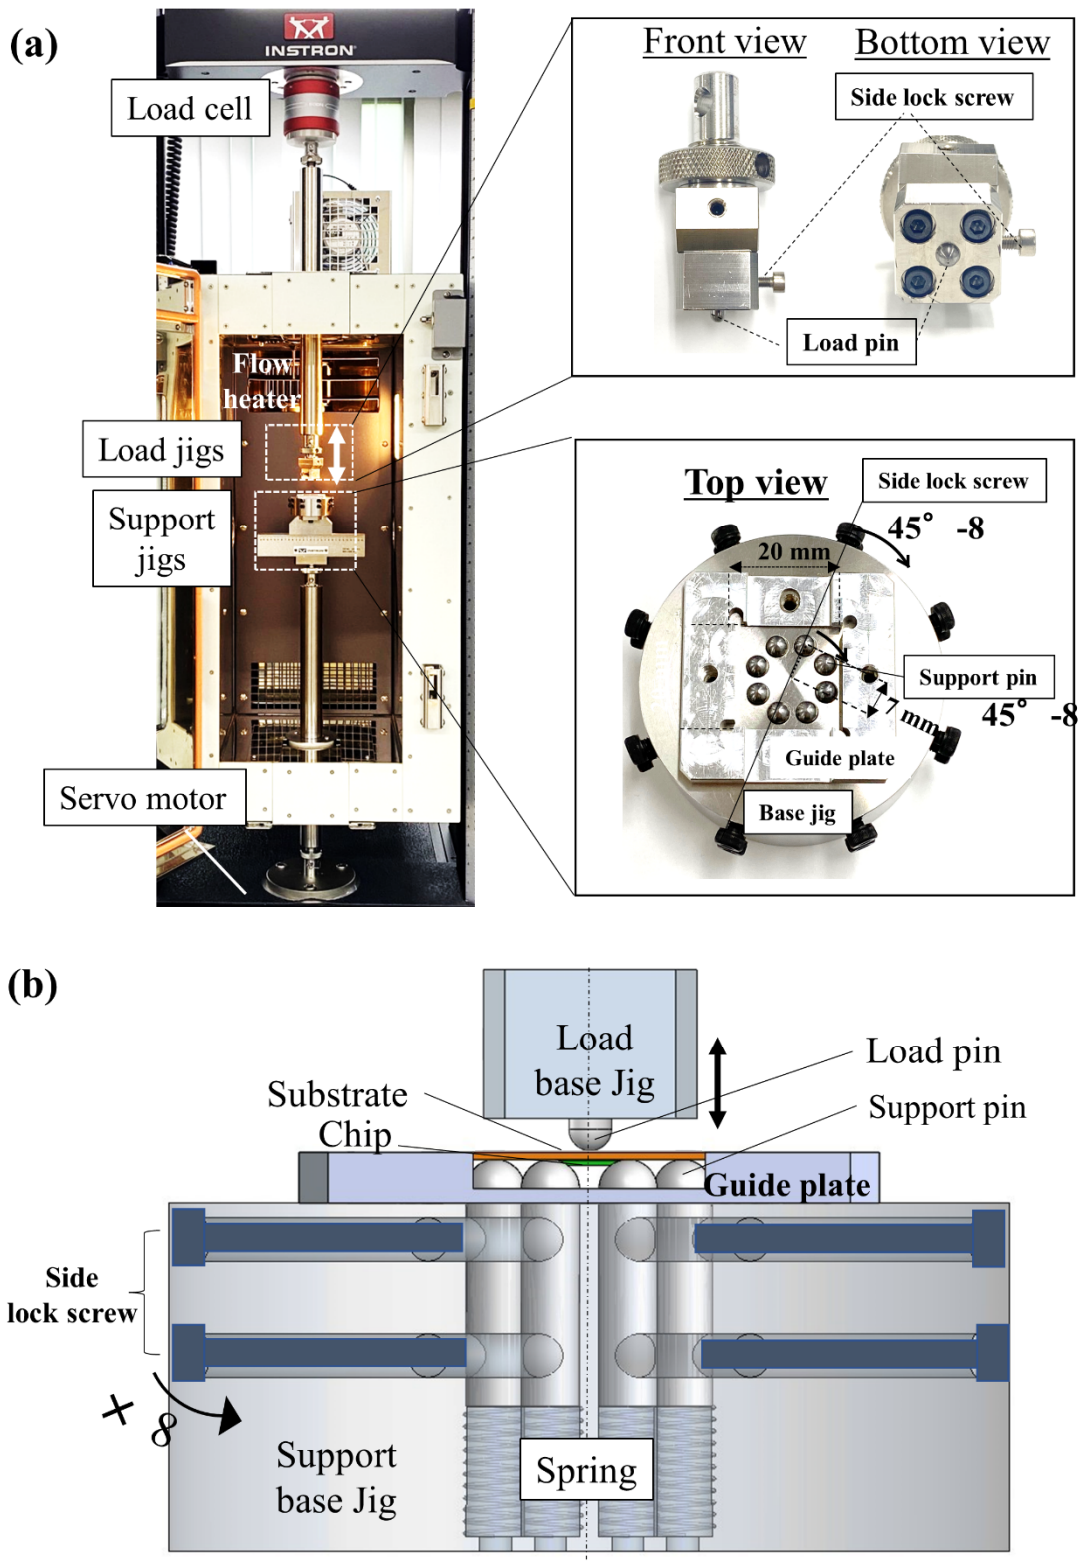 (a)
INSTRON
Load cell
Flow
heater
Load jigs
Support
jigs
Servo motor
Front view
Bottom view
Side lock screw
Load pin
Top view
Side lock screw
45° -8
20 mm
Support pin
7 mm
45° -8
Guide plate
Base jig
(b)
Load
base Jig
Load pin
Substrate
Support pin
Chip
Guide plate
Side
lock screw
× 8
Support
base Jig
Spring